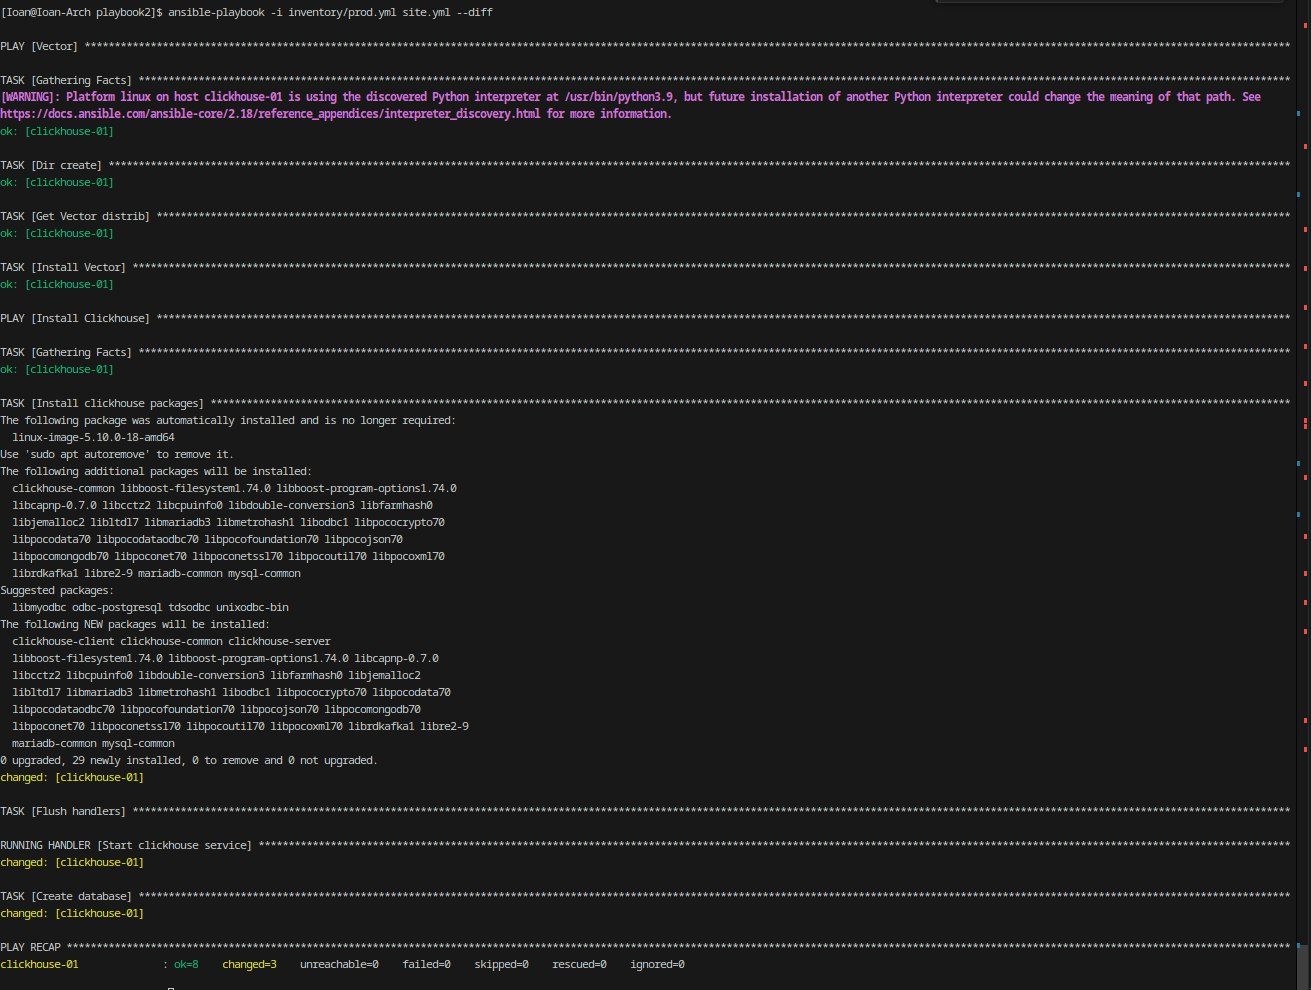 [Ioan@Ioan-Arch playbook2]$ ansible-playbook -i inventory/prod.yml site.yml --diff
PLAY [Vector] ****************************************************************************************************************************************************************************************************
TASK [Gathering Facts] *******************************************************************************************************************************************************************************************
[WARNING]: Platform linux on host clickhouse-01 is using the discovered Python interpreter at /usr/bin/python3.9, but future installation of another Python interpreter could change the meaning of that path. See
https://docs.ansible.com/ansible-core/2.18/reference_appendices/interpreter_discovery.html for more information.
ok: [clickhouse-01]
TASK [Dir create] ************************************************************************************************************************************************************************************************
ok: [clickhouse-01]
TASK [Get Vector distrib] ****************************************************************************************************************************************************************************************
ok: [clickhouse-01]
TASK [Install Vector] ********************************************************************************************************************************************************************************************
ok: [clickhouse-01]
PLAY [Install Clickhouse] ****************************************************************************************************************************************************************************************
TASK [Gathering Facts] *******************************************************************************************************************************************************************************************
ok: [clickhouse-01]
TASK [Install clickhouse packages] *******************************************************************************************************************************************************************************
The following package was automatically installed and is no longer required:
linux-image-5.10.0-18-amd64
Use 'sudo apt autoremove' to remove it.
The following additional packages will be installed:
clickhouse-common libboost-filesystem1.74.0 libboost-program-options1.74.0
libcapnp-0.7.0 libcctz2 libcpuinfo0 libdouble-conversion3 libfarmhash0
libjemalloc2 libltdl7 libmariadb3 libmetrohash1 libodbc1 libpococrypto70
libpocodata70 libpocodataodbc70 libpocofoundation70 libpocojson70
libpocomongodb70 libpoconet70 libpoconetssl70 libpocoutil70 libpocoxml70
librdkafka1 libre2-9 mariadb-common mysql-common
Suggested packages:
libmyodbc odbc-postgresql tdsodbc unixodbc-bin
The following NEW packages will be installed:
clickhouse-client clickhouse-common clickhouse-server
libboost-filesystem1.74.0 libboost-program-options1.74.0 libcapnp-0.7.0
libcctz2 libcpuinfo0 libdouble-conversion3 libfarmhash0 libjemalloc2
libltdl7 libmariadb3 libmetrohash1 libodbc1 libpococrypto70 libpocodata70
libpocodataodbc70 libpocofoundation70 libpocojson70 libpocomongodb70
libpoconet70 libpoconetssl70 libpocoutil70 libpocoxml70 librdkafka1 libre2-9
mariadb-common mysql-common
0 upgraded, 29 newly installed, 0 to remove and 0 not upgraded.
changed: [clickhouse-01]
TASK [Flush handlers] ********************************************************************************************************************************************************************************************
RUNNING HANDLER [Start clickhouse service] ***********************************************************************************************************************************************************************
changed: [clickhouse-01]
TASK [Create database] *******************************************************************************************************************************************************************************************
changed: [clickhouse-01]
PLAY RECAP *******************************************************************************************************************************************************************************************************
clickhouse-01 : ok=8 changed=3 unreachable=0 failed=0 skipped=0 rescued=0 ignored=0